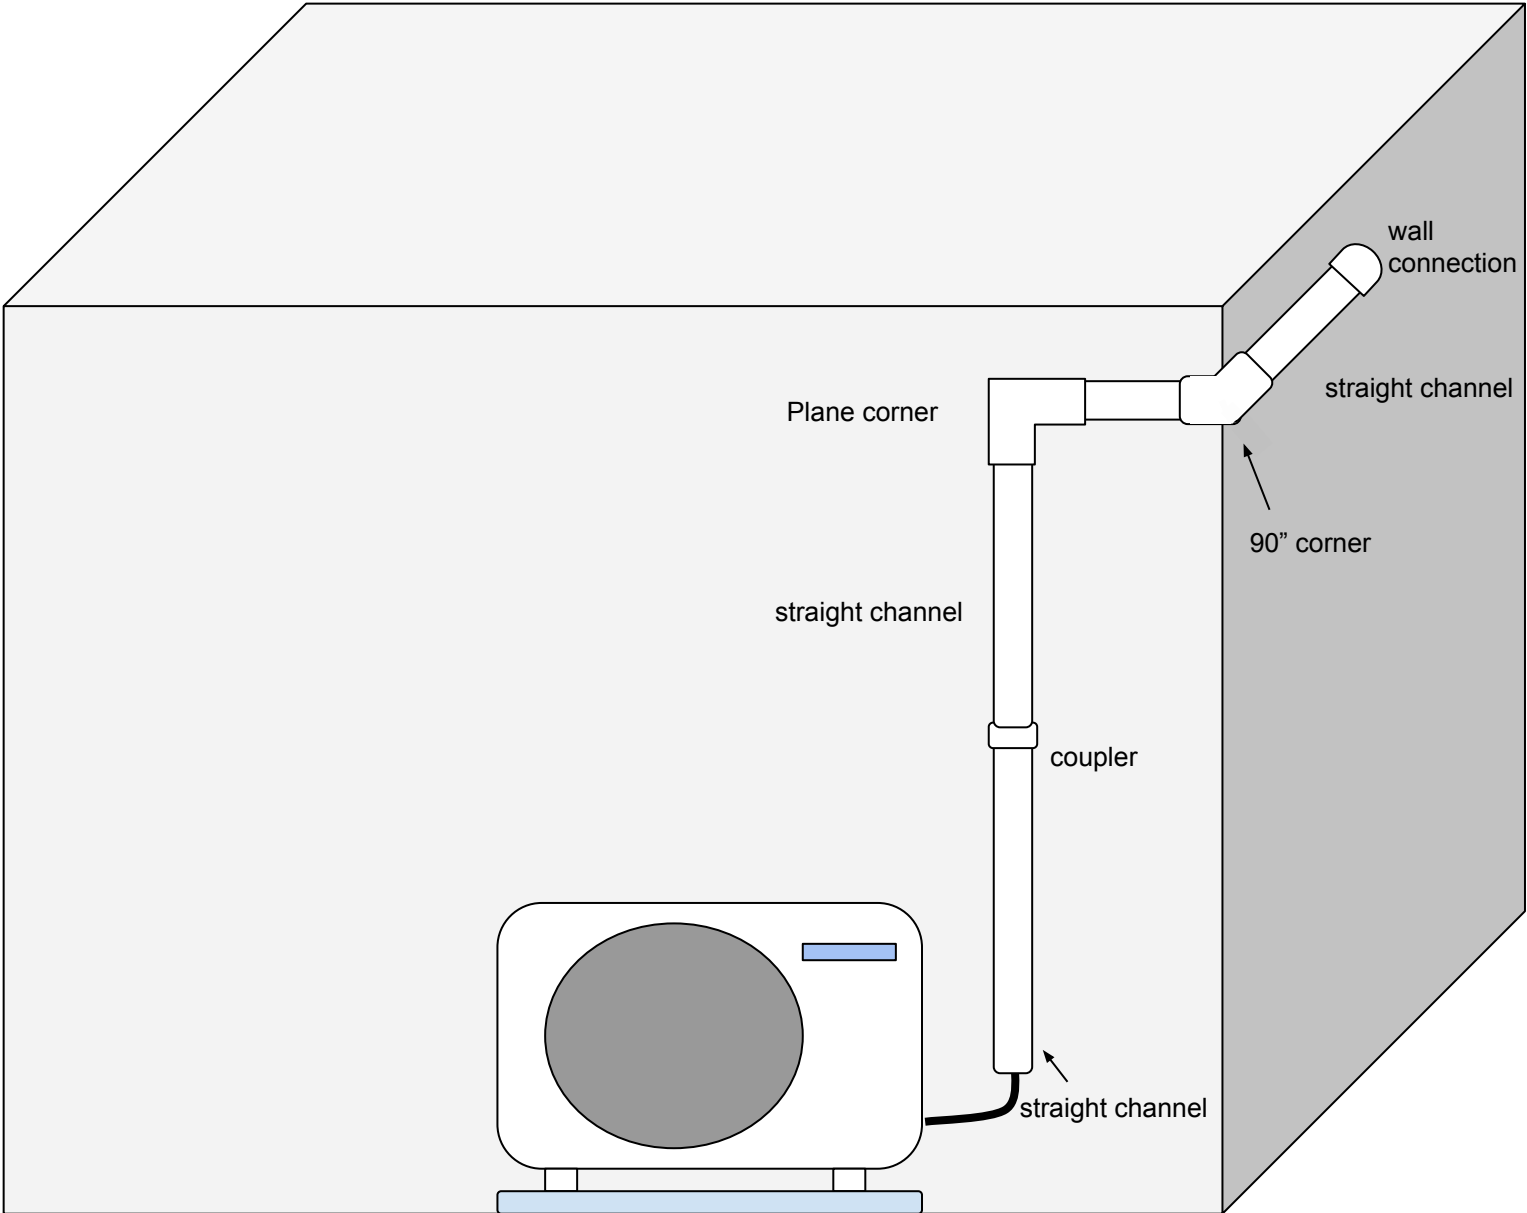 wall
connection
straight channel
Plane corner
90” corner
straight channel
coupler
straight channel